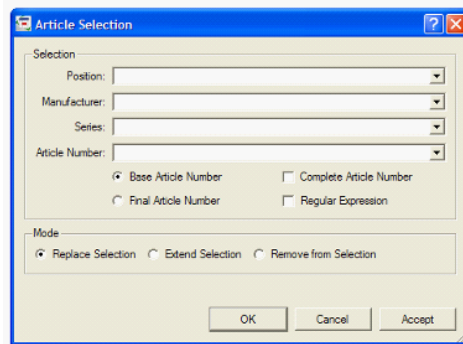 Article Selection
Selection
Position:
Manufacturer:
Series:
Article Number:
Base Article Number Complete Article Number
Final Article Number Regular Expression
Mode
Replace Selection Extend Selection Remove from Selection
OK Cancel Accept